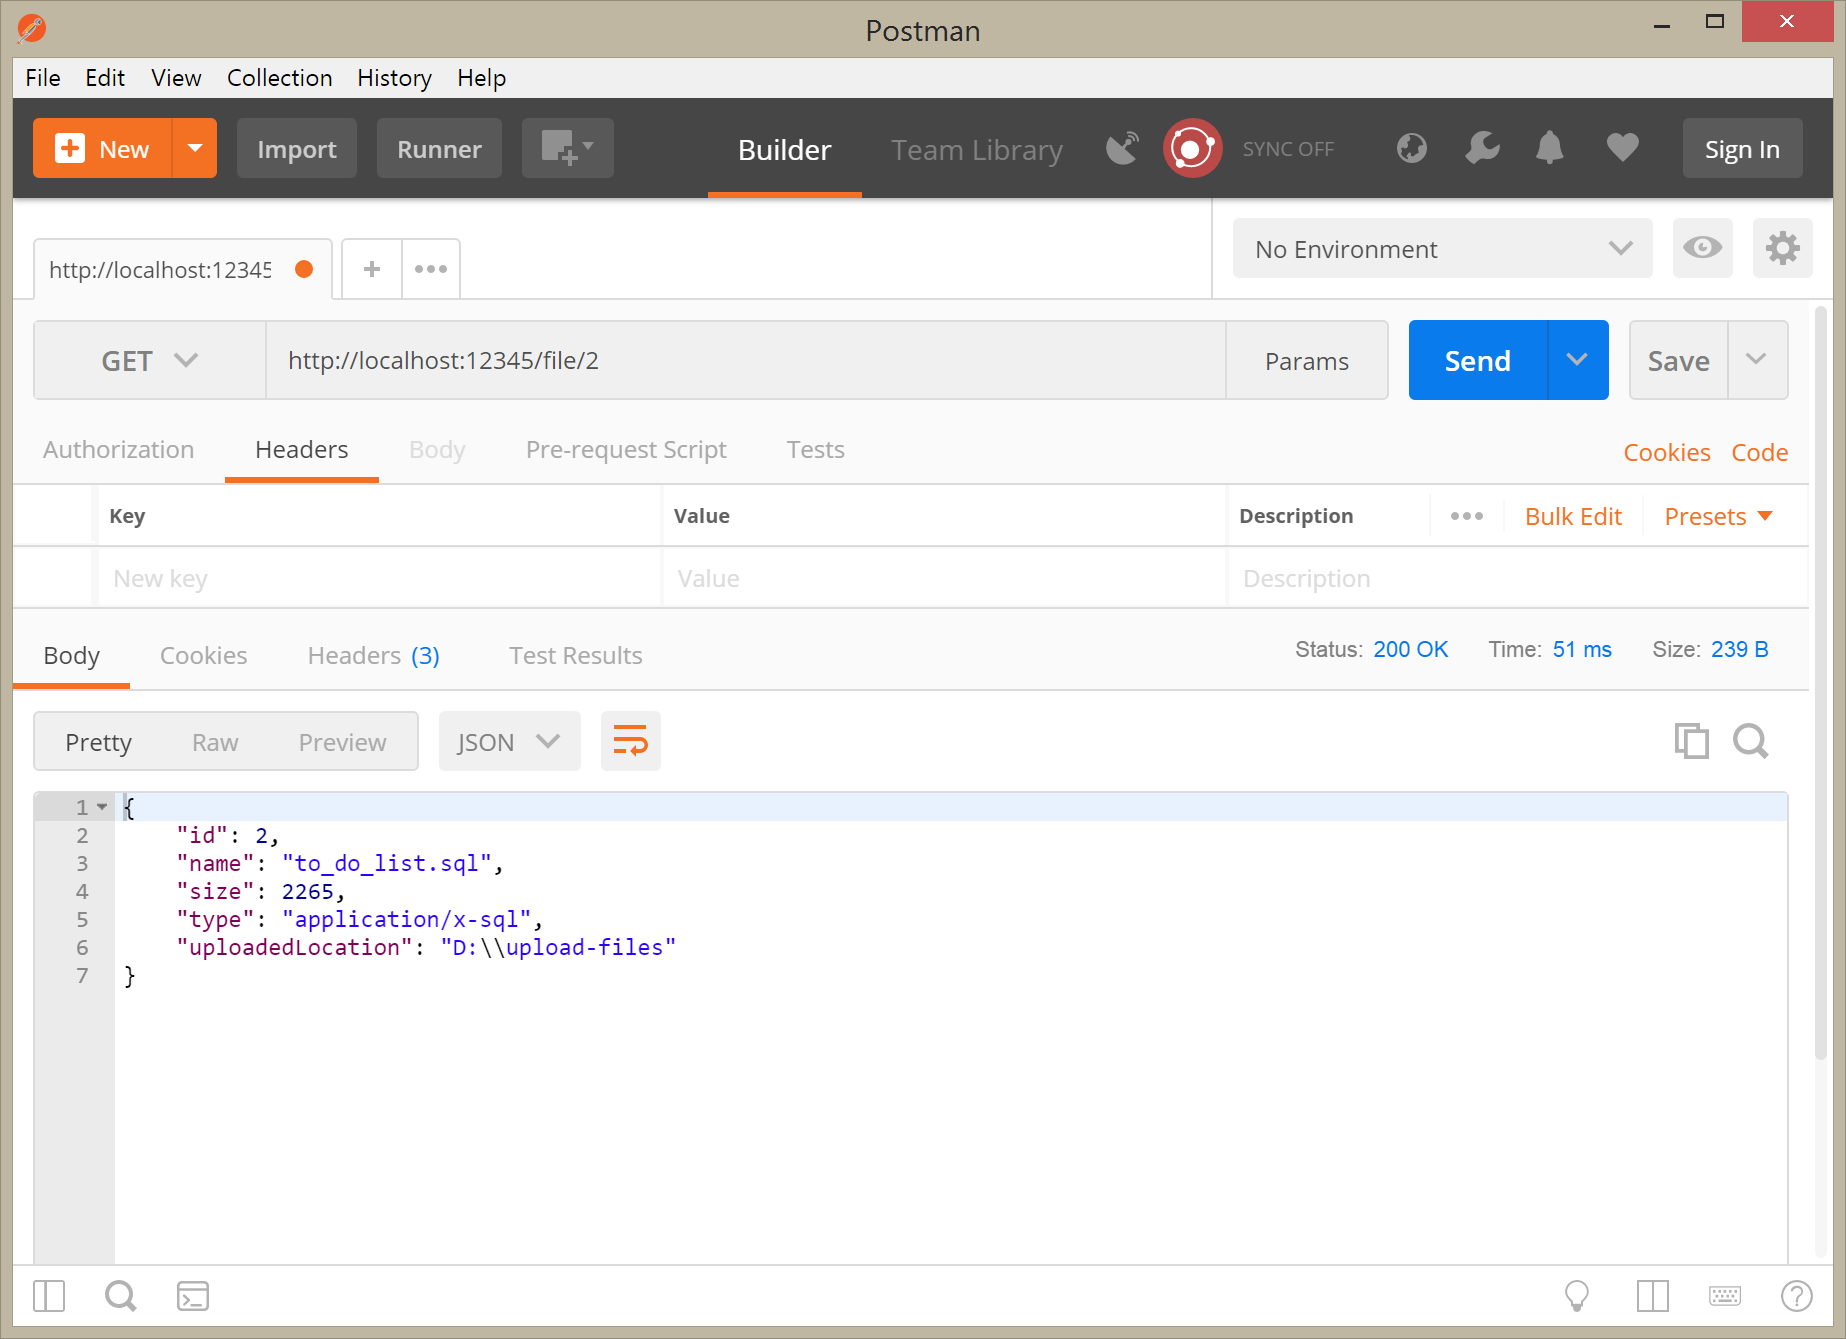 Postman
File Edit View Collection History Help
New Import Runner Builder Team Library SYNC OFF Sign In
http://localhost:12345 No Environment
GET http://localhost:12345/file/2 Params Send Save
Authorization Headers Body Pre-request Script Tests Cookies Code
Key Value Description Bulk Edit Presets
New key Value Description
Body Cookies Headers (3) Test Results Status: 200 OK Time: 51 ms Size: 239 B
Pretty Raw Preview JSON
1 {
2 "id": 2,
3 "name": "to_do_list.sql",
4 "size": 2265,
5 "type": "application/x-sql",
6 "uploadedLocation": "D:\\upload-files"
7 }